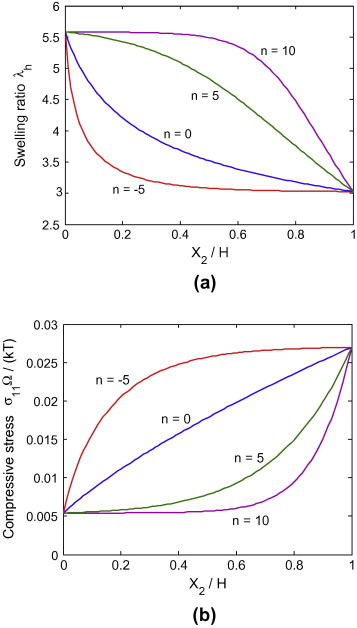 6
5.5
5
4.5
4
3.5
3
2.5
Swelling ratio λh
n = 10
n = 5
n = 0
n = -5
0 0.2 0.4 0.6 0.8 1
X2 / H
(a)
0.03
0.025
0.02
0.015
0.01
0.005
0
Compressive stress σ11Ω / (kT)
n = -5
n = 0
n = 5
n = 10
0 0.2 0.4 0.6 0.8 1
X2 / H
(b)